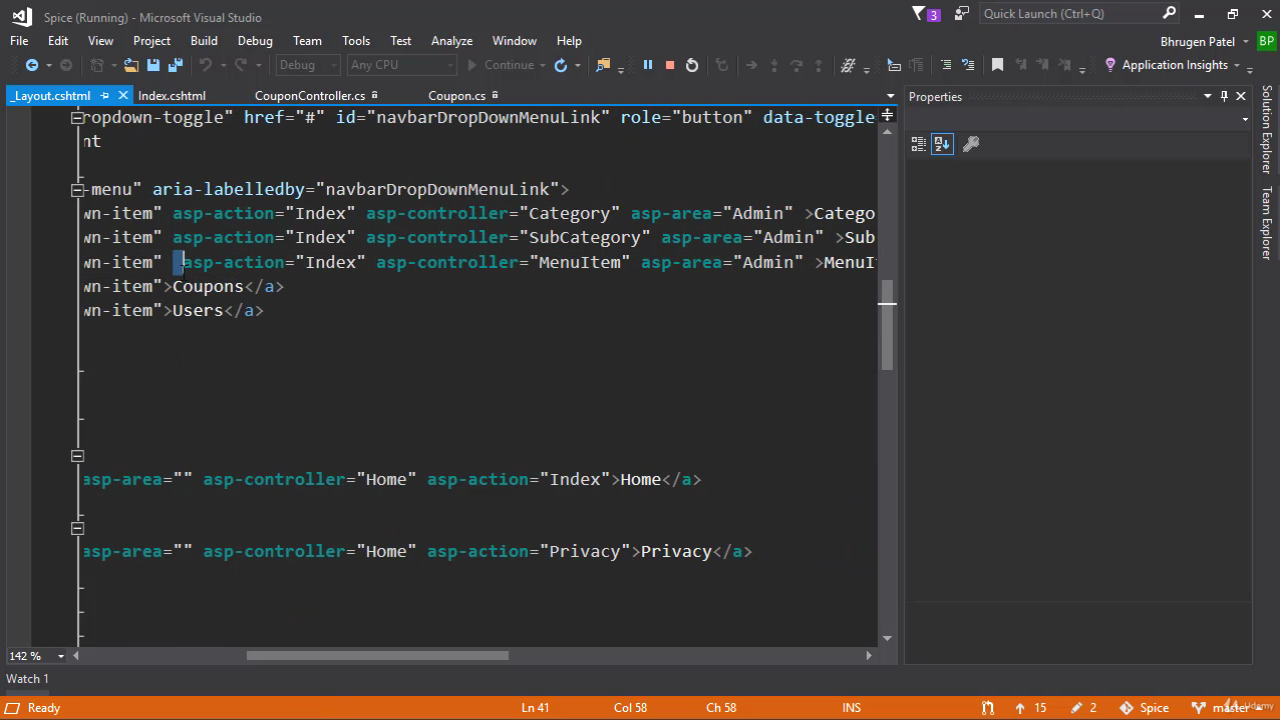 Spice (Running) - Microsoft Visual Studio
3
Quick Launch (Ctrl+Q)
File Edit View Project Build Debug Team Tools Test Analyze Window Help
Bhrugen Patel BP
Debug Any CPU Continue Application Insights
_Layout.cshtml Index.cshtml CouponController.cs Coupon.cs
Properties
Solution Explorer
Team Explorer
ropdown-toggle" href="#" id="navbarDropDownMenuLink" role="button" data-toggle
nt
-menu" aria-labelledby="navbarDropDownMenuLink">
wn-item" asp-action="Index" asp-controller="Category" asp-area="Admin" >Catego
wn-item" asp-action="Index" asp-controller="SubCategory" asp-area="Admin" >Sub
wn-item" asp-action="Index" asp-controller="MenuItem" asp-area="Admin" >MenuI
wn-item">Coupons</a>
wn-item">Users</a>
asp-area="" asp-controller="Home" asp-action="Index">Home</a>
asp-area="" asp-controller="Home" asp-action="Privacy">Privacy</a>
142 %
Watch 1
Ready Ln 41 Col 58 Ch 58 INS 15 2 Spice master
Udemy